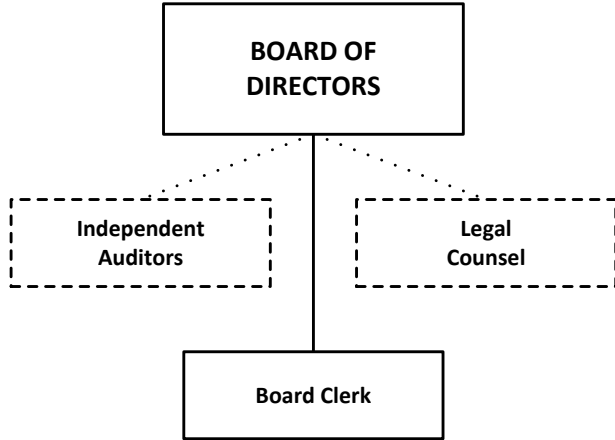 BOARD OF
DIRECTORS
Independent
Auditors
Legal
Counsel
Board Clerk